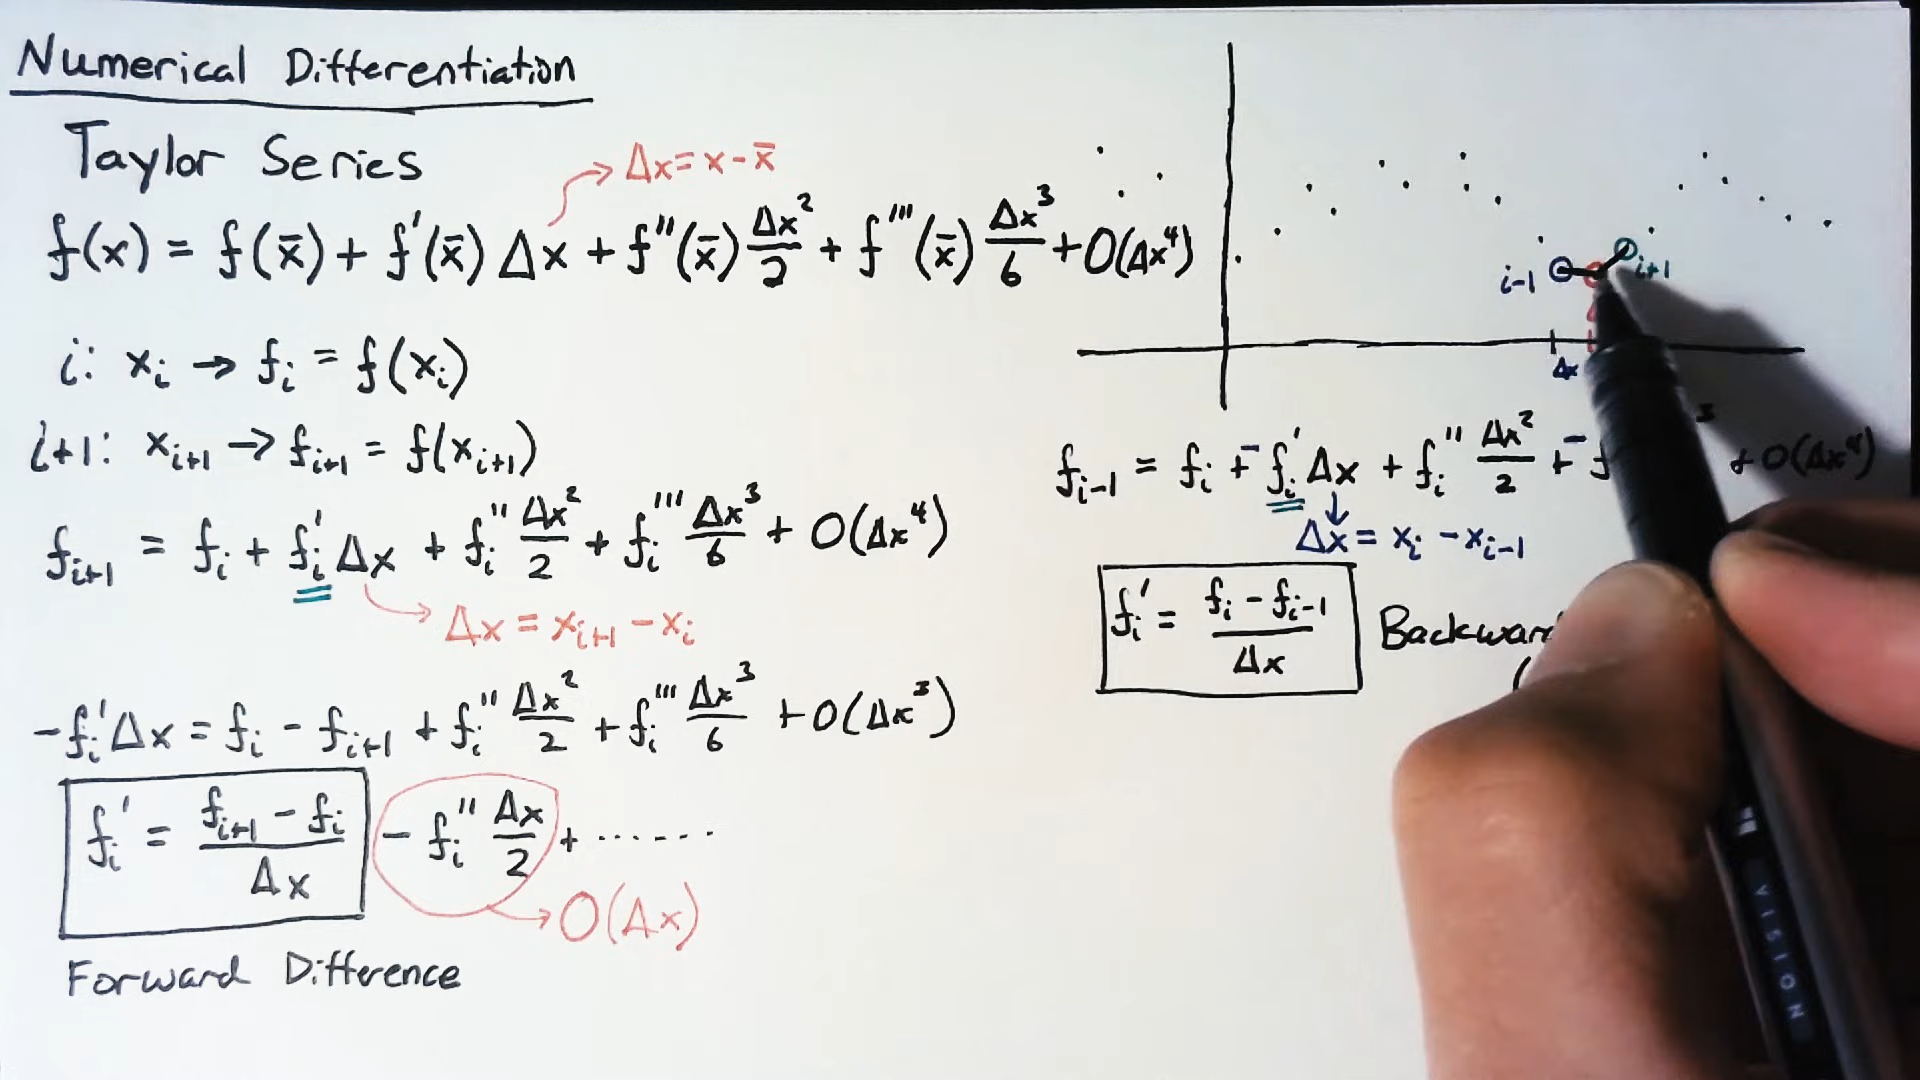 Numerical Differentiation
Taylor Series
Δx = x - x̄
f(x) = f(x̄) + f'(x̄) Δx + f''(x̄) Δx²/2 + f'''(x̄) Δx³/6 + O(Δx⁴)
i: xᵢ → fᵢ = f(xᵢ)
i+1: xᵢ₊₁ → fᵢ₊₁ = f(xᵢ₊₁)
fᵢ₊₁ = fᵢ + fᵢ' Δx + fᵢ'' Δx²/2 + fᵢ''' Δx³/6 + O(Δx⁴)
Δx = xᵢ₊₁ - xᵢ
-fᵢ'Δx = fᵢ - fᵢ₊₁ + fᵢ'' Δx²/2 + fᵢ''' Δx³/6 + O(Δx³)
fᵢ' = (fᵢ₊₁ - fᵢ)/Δx - fᵢ'' Δx/2 + ·······
O(Δx)
Forward Difference
i-1
i+1
Δx
fᵢ₋₁ = fᵢ +- fᵢ' Δx + fᵢ'' Δx²/2 +- f ³ + O(Δx⁴)
Δx = xᵢ - xᵢ₋₁
fᵢ' = (fᵢ - fᵢ₋₁)/Δx
Backward
VISION